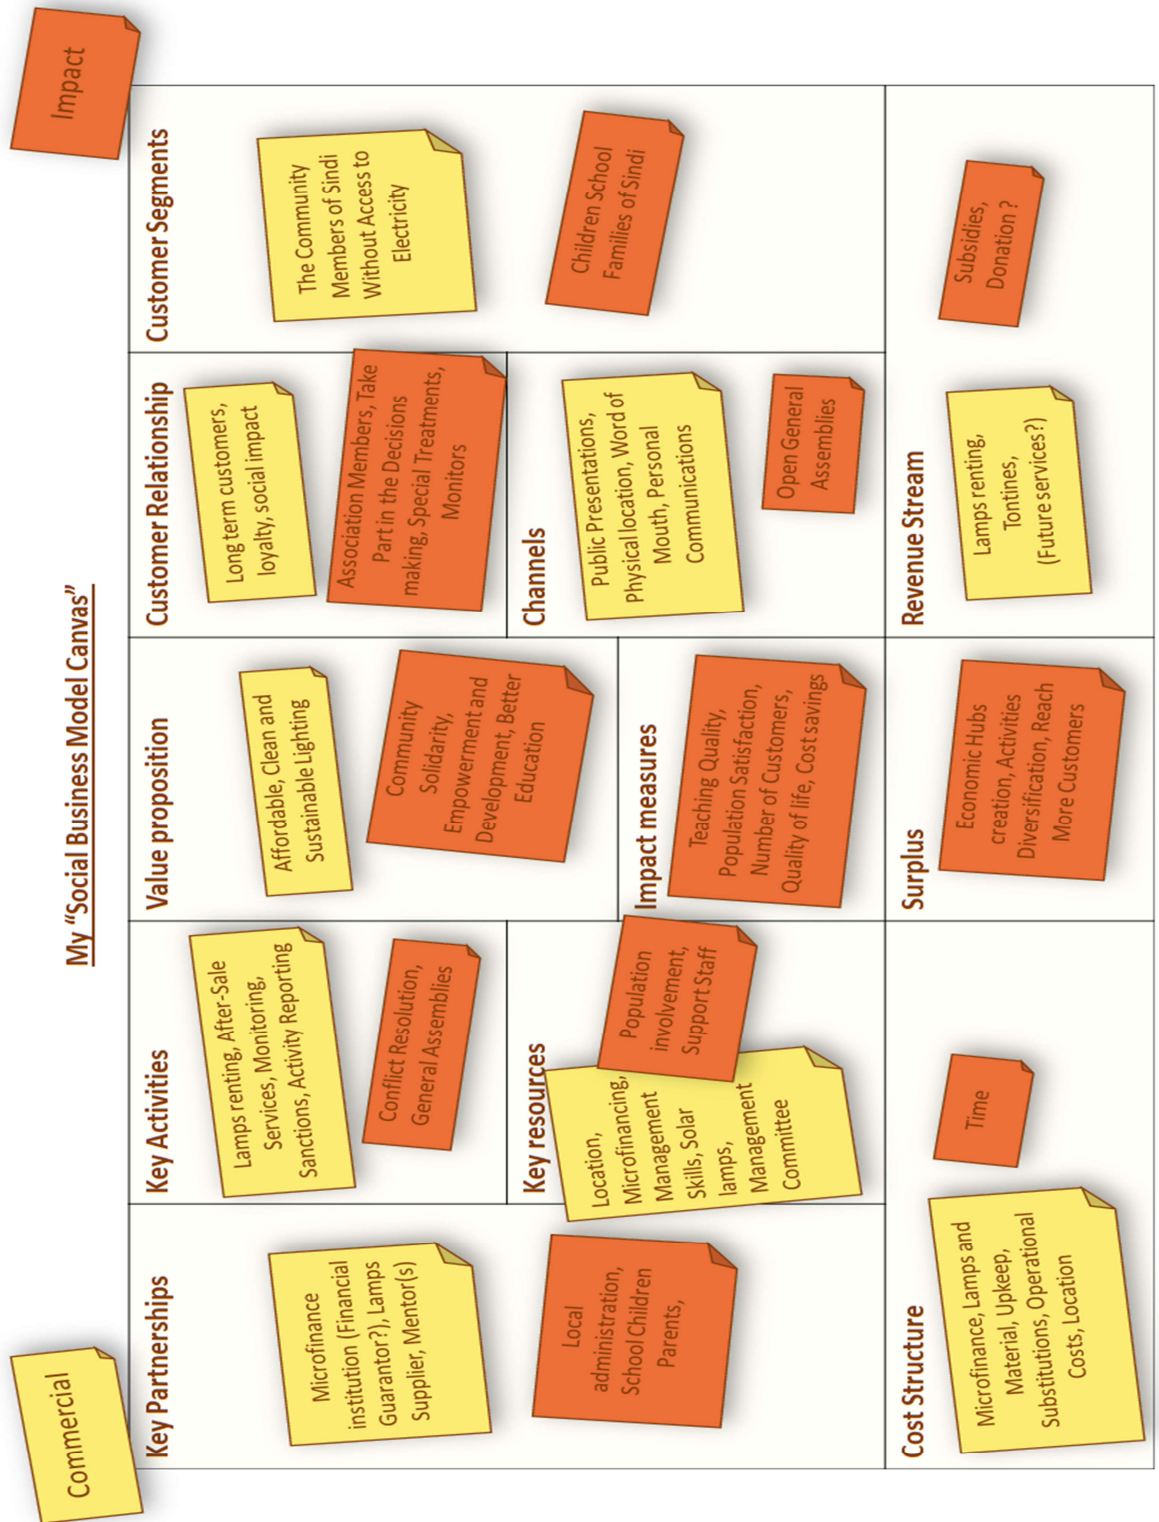 My “Social Business Model Canvas”
Commercial
Impact
Key Partnerships
Microfinance
institution (Financial
Guarantor?), Lamps
Supplier, Mentor(s)
Local
administration,
School Children
Parents,
Key Activities
Lamps renting, After-Sale
Services, Monitoring,
Sanctions, Activity Reporting
Conflict Resolution,
General Assemblies
Key resources
Location,
Microfinancing,
Management
Skills, Solar
lamps,
Management
Committee
Population
involvement,
Support Staff
Value proposition
Affordable, Clean and
Sustainable Lighting
Community
Solidarity,
Empowerment and
Development, Better
Education
Impact measures
Teaching Quality,
Population Satisfaction,
Number of Customers,
Quality of life, Cost savings
Customer Relationship
Long term customers,
loyalty, social impact
Association Members, Take
Part in the Decisions
making, Special Treatments,
Monitors
Channels
Public Presentations,
Physical location, Word of
Mouth, Personal
Communications
Open General
Assemblies
Customer Segments
The Community
Members of Sindi
Without Access to
Electricity
Children School
Families of Sindi
Cost Structure
Microfinance, Lamps and
Material, Upkeep,
Substitutions, Operational
Costs, Location
Time
Surplus
Economic Hubs
creation, Activities
Diversification, Reach
More Customers
Revenue Stream
Lamps renting,
Tontines,
(Future services?)
Subsidies,
Donation ?